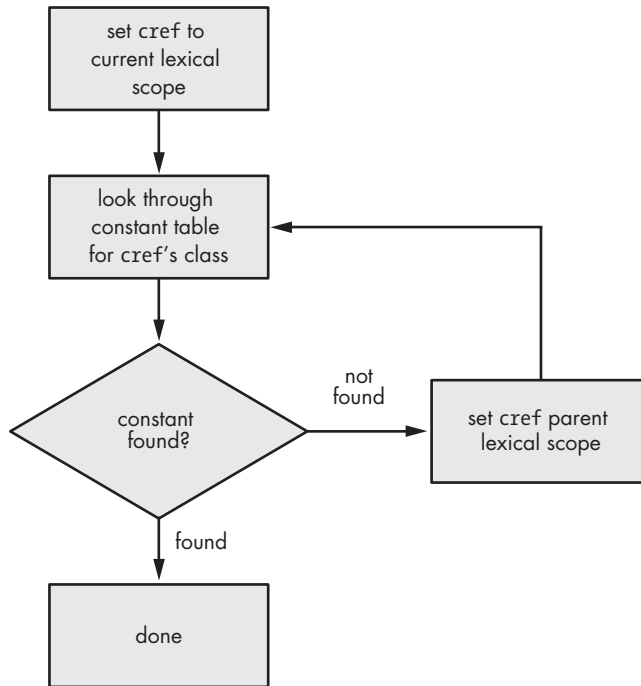 set cref to
current lexical
scope
look through
constant table
for cref's class
constant
found?
not
found
set cref parent
lexical scope
found
done